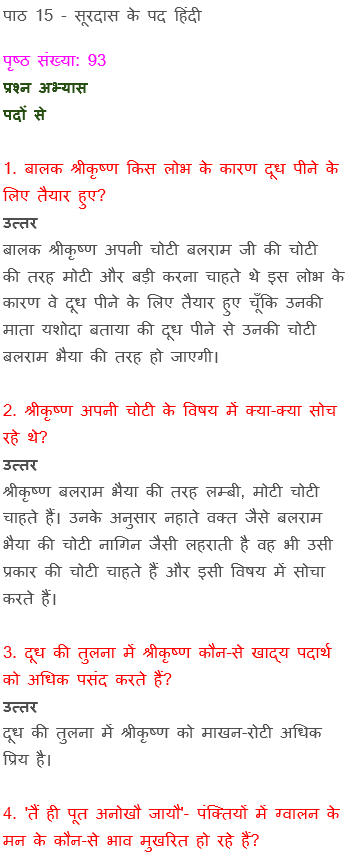 पाठ 15 - सूरदास के पद हिंदी
पृष्ठ संख्या: 93
प्रश्न अभ्यास
पदों से
1. बालक श्रीकृष्ण किस लोभ के कारण दूध पीने के
लिए तैयार हुए?
उत्तर
बालक श्रीकृष्ण अपनी चोटी बलराम जी की चोटी
की तरह मोटी और बड़ी करना चाहते थे इस लोभ के
कारण वे दूध पीने के लिए तैयार हुए चूँकि उनकी
माता यशोदा बताया की दूध पीने से उनकी चोटी
बलराम भैया की तरह हो जाएगी।
2. श्रीकृष्ण अपनी चोटी के विषय में क्या-क्या सोच
रहे थे?
उत्तर
श्रीकृष्ण बलराम भैया की तरह लम्बी, मोटी चोटी
चाहते हैं। उनके अनुसार नहाते वक्त जैसे बलराम
भैया की चोटी नागिन जैसी लहराती है वह भी उसी
प्रकार की चोटी चाहते हैं और इसी विषय में सोचा
करते हैं।
3. दूध की तुलना में श्रीकृष्ण कौन-से खाद्य पदार्थ
को अधिक पसंद करते हैं?
उत्तर
दूध की तुलना में श्रीकृष्ण को माखन-रोटी अधिक
प्रिय है।
4. 'तैं ही पूत अनोखौ जायौ'- पंक्तियों में ग्वालन के
मन के कौन-से भाव मुखरित हो रहे हैं?